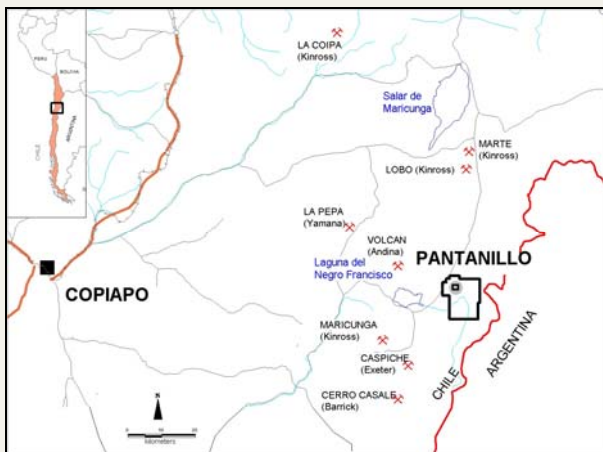 PERU
BOLIVIA
CHILE
ARGENTINA
LA COIPA
(Kinross)
Salar de
Maricunga
MARTE
(Kinross)
LOBO (Kinross)
LA PEPA
(Yamana)
VOLCAN
(Andina)
PANTANILLO
Laguna del
Negro Francisco
COPIAPO
MARICUNGA
(Kinross)
CASPICHE
(Exeter)
CERRO CASALE
(Barrick)
CHILE
ARGENTINA
N
kilometers